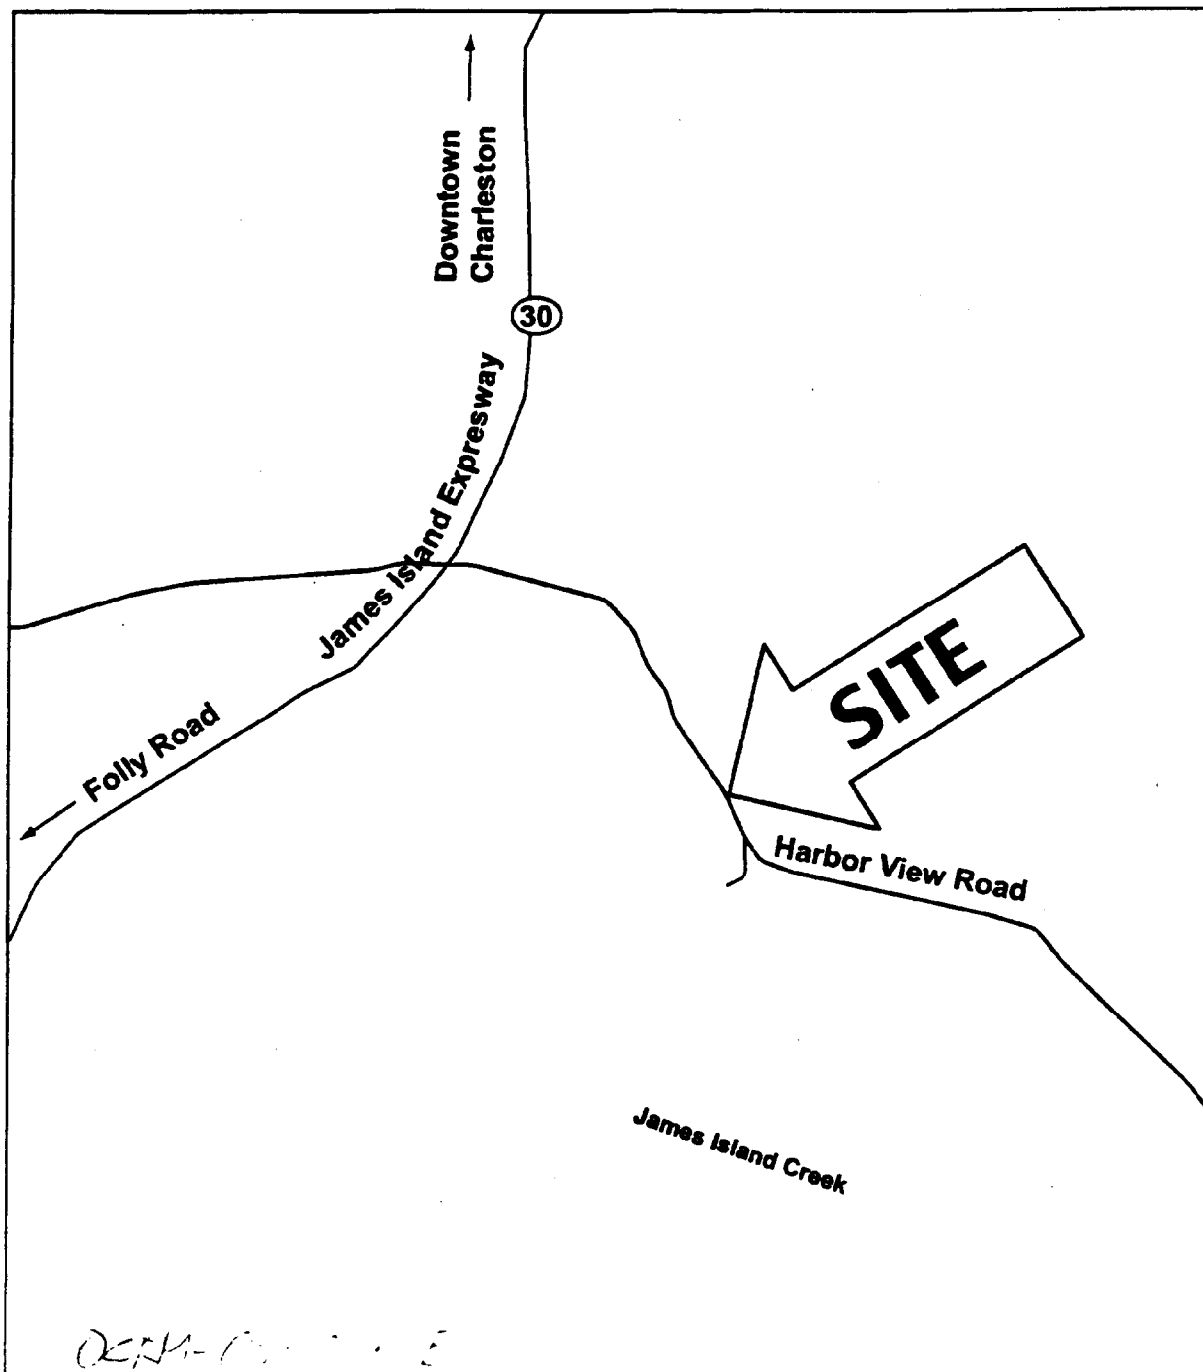 Downtown
Charleston
30
James Island Expresway
SITE
Folly Road
Harbor View Road
James Island Creek